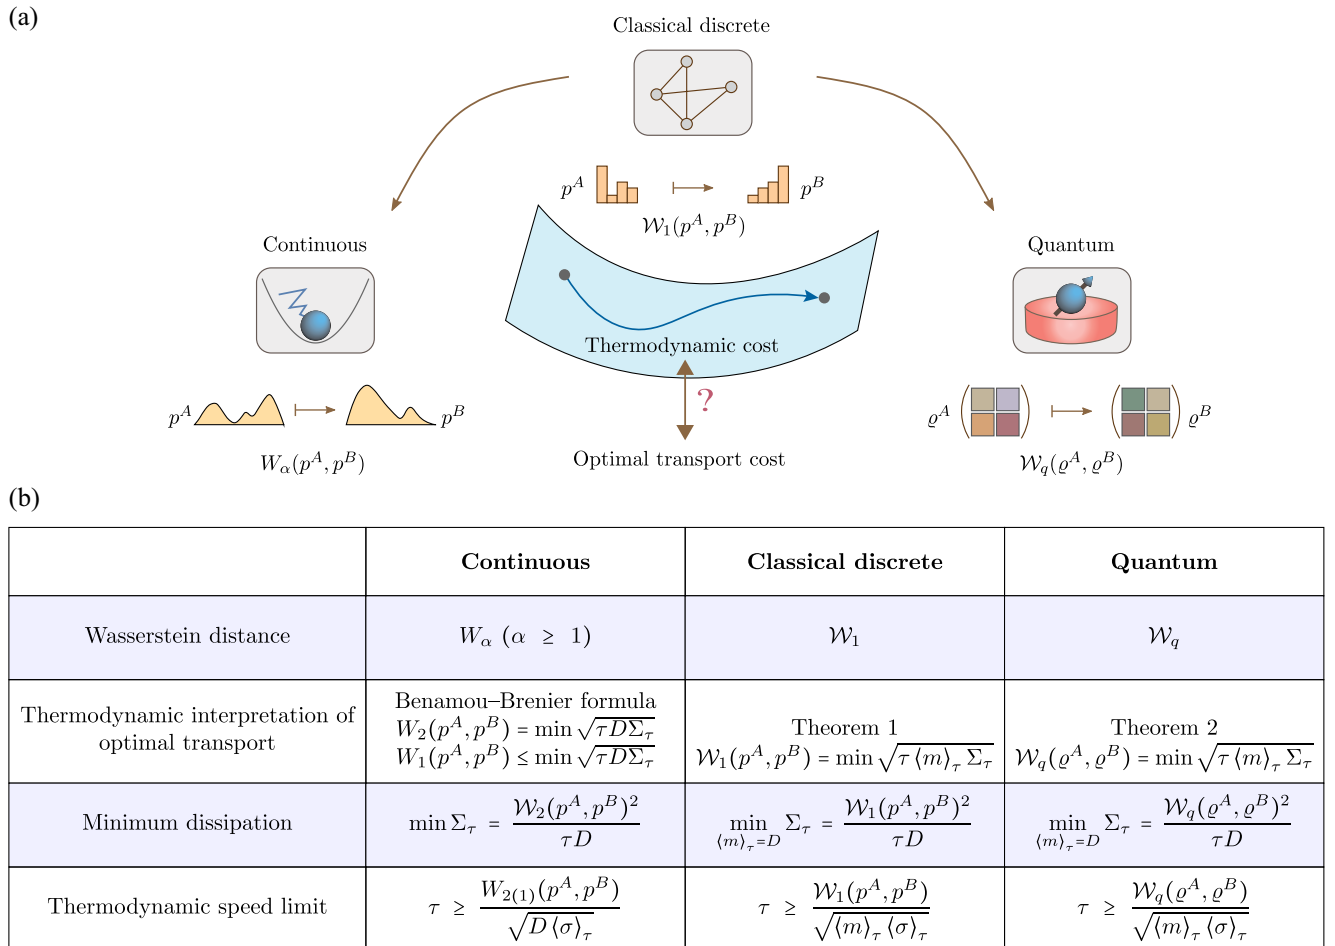 (a)
Classical discrete
p^A p^B
𝒲_1(p^A, p^B)
Continuous
Quantum
Thermodynamic cost
?
p^A p^B
W_α(p^A, p^B)
ϱ^A ϱ^B
𝒲_q(ϱ^A, ϱ^B)
Optimal transport cost
(b)
Continuous Classical discrete Quantum
Wasserstein distance W_α (α ≥ 1) 𝒲_1 𝒲_q
Thermodynamic interpretation of
optimal transport
Benamou–Brenier formula
W_2(p^A, p^B) = min √(τDΣ_τ)
W_1(p^A, p^B) ≤ min √(τDΣ_τ)
Theorem 1
𝒲_1(p^A, p^B) = min √(τ⟨m⟩_τ Σ_τ)
Theorem 2
𝒲_q(ϱ^A, ϱ^B) = min √(τ⟨m⟩_τ Σ_τ)
Minimum dissipation
min Σ_τ = 𝒲_2(p^A, p^B)^2 / τD
min_{⟨m⟩_τ=D} Σ_τ = 𝒲_1(p^A, p^B)^2 / τD
min_{⟨m⟩_τ=D} Σ_τ = 𝒲_q(ϱ^A, ϱ^B)^2 / τD
Thermodynamic speed limit
τ ≥ W_{2(1)}(p^A, p^B) / √(D⟨σ⟩_τ)
τ ≥ 𝒲_1(p^A, p^B) / √(⟨m⟩_τ⟨σ⟩_τ)
τ ≥ 𝒲_q(ϱ^A, ϱ^B) / √(⟨m⟩_τ⟨σ⟩_τ)